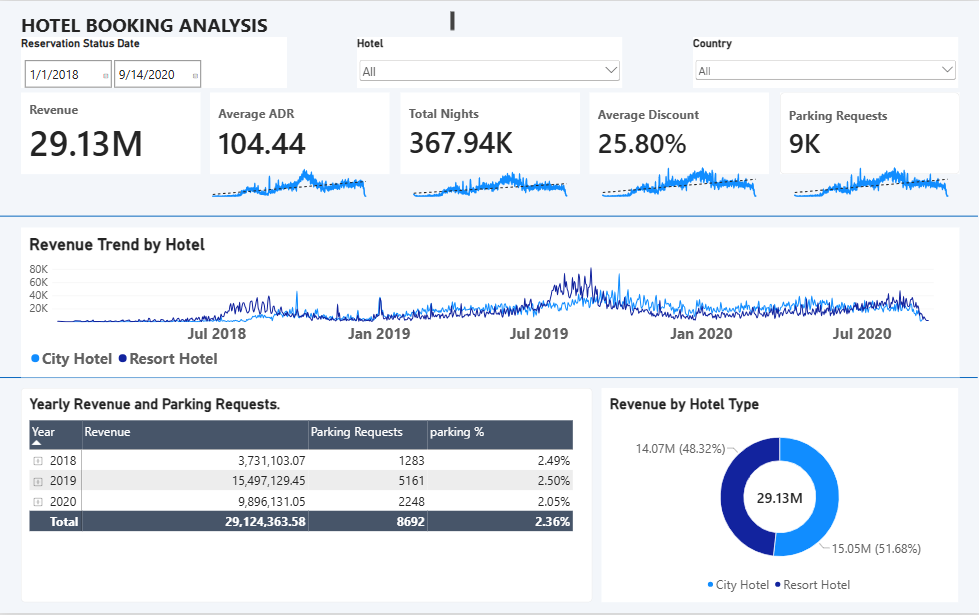 HOTEL BOOKING ANALYSIS
Reservation Status Date
Hotel
Country
1/1/2018
9/14/2020
All
All
Revenue
29.13M
Average ADR
104.44
Total Nights
367.94K
Average Discount
25.80%
Parking Requests
9K
Revenue Trend by Hotel
80K
60K
40K
20K
Jul 2018 Jan 2019 Jul 2019 Jan 2020 Jul 2020
City Hotel Resort Hotel
Yearly Revenue and Parking Requests.
Year Revenue Parking Requests parking %
2018 3,731,103.07 1283 2.49%
2019 15,497,129.45 5161 2.50%
2020 9,896,131.05 2248 2.05%
Total 29,124,363.58 8692 2.36%
Revenue by Hotel Type
14.07M (48.32%)
29.13M
15.05M (51.68%)
City Hotel Resort Hotel